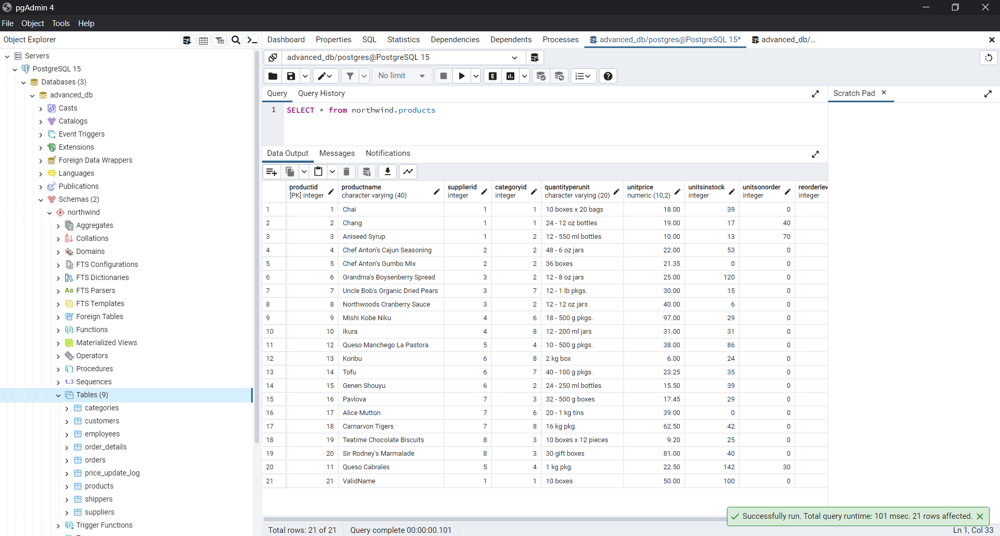 pgAdmin 4
File Object Tools Help
Object Explorer
Servers
PostgreSQL 15
Databases (3)
advanced_db
Casts
Catalogs
Event Triggers
Extensions
Foreign Data Wrappers
Languages
Publications
Schemas (2)
northwind
Aggregates
Collations
Domains
FTS Configurations
FTS Dictionaries
Aa FTS Parsers
FTS Templates
Foreign Tables
Functions
Materialized Views
Operators
Procedures
1..3 Sequences
Tables (9)
categories
customers
employees
order_details
orders
price_update_log
products
shippers
suppliers
Trigger Functions
Dashboard Properties SQL Statistics Dependencies Dependents Processes advanced_db/postgres@PostgreSQL 15* advanced_db/...
advanced_db/postgres@PostgreSQL 15
No limit
E
Query Query History
1 SELECT * from northwind.products
Scratch Pad
Data Output Messages Notifications
productid productname supplierid categoryid quantityperunit unitprice unitsinstock unitsonorder reorderlev
[PK] integer character varying (40) integer integer character varying (20) numeric (10,2) integer integer integer
1 1 Chai 1 1 10 boxes x 20 bags 18.00 39 0
2 2 Chang 1 1 24 - 12 oz bottles 19.00 17 40
3 3 Aniseed Syrup 1 2 12 - 550 ml bottles 10.00 13 70
4 4 Chef Anton's Cajun Seasoning 2 2 48 - 6 oz jars 22.00 53 0
5 5 Chef Anton's Gumbo Mix 2 2 36 boxes 21.35 0 0
6 6 Grandma's Boysenberry Spread 3 2 12 - 8 oz jars 25.00 120 0
7 7 Uncle Bob's Organic Dried Pears 3 7 12 - 1 lb pkgs. 30.00 15 0
8 8 Northwoods Cranberry Sauce 3 2 12 - 12 oz jars 40.00 6 0
9 9 Mishi Kobe Niku 4 6 18 - 500 g pkgs. 97.00 29 0
10 10 Ikura 4 8 12 - 200 ml jars 31.00 31 0
11 12 Queso Manchego La Pastora 5 4 10 - 500 g pkgs. 38.00 86 0
12 13 Konbu 6 8 2 kg box 6.00 24 0
13 14 Tofu 6 7 40 - 100 g pkgs. 23.25 35 0
14 15 Genen Shouyu 6 2 24 - 250 ml bottles 15.50 39 0
15 16 Pavlova 7 3 32 - 500 g boxes 17.45 29 0
16 17 Alice Mutton 7 6 20 - 1 kg tins 39.00 0 0
17 18 Carnarvon Tigers 7 8 16 kg pkg. 62.50 42 0
18 19 Teatime Chocolate Biscuits 8 3 10 boxes x 12 pieces 9.20 25 0
19 20 Sir Rodney's Marmalade 8 3 30 gift boxes 81.00 40 0
20 11 Queso Cabrales 5 4 1 kg pkg. 22.50 142 30
21 21 ValidName 1 1 10 boxes 50.00 100 0
Successfully run. Total query runtime: 101 msec. 21 rows affected.
Total rows: 21 of 21 Query complete 00:00:00.101 Ln 1, Col 33